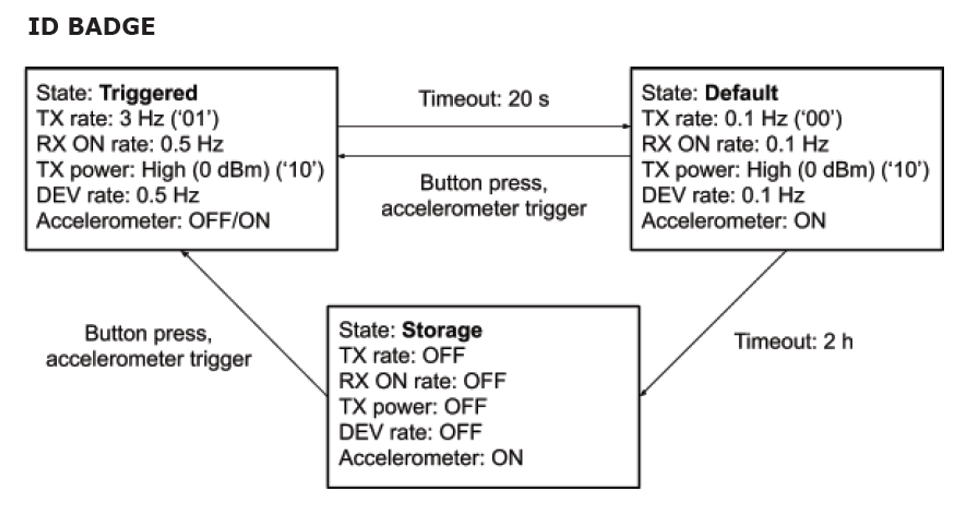 ID BADGE
State: Triggered
TX rate: 3 Hz (‘01’)
RX ON rate: 0.5 Hz
TX power: High (0 dBm) (‘10’)
DEV rate: 0.5 Hz
Accelerometer: OFF/ON
Timeout: 20 s
Button press,
accelerometer trigger
State: Default
TX rate: 0.1 Hz (‘00’)
RX ON rate: 0.1 Hz
TX power: High (0 dBm) (‘10’)
DEV rate: 0.1 Hz
Accelerometer: ON
Button press,
accelerometer trigger
State: Storage
TX rate: OFF
RX ON rate: OFF
TX power: OFF
DEV rate: OFF
Accelerometer: ON
Timeout: 2 h